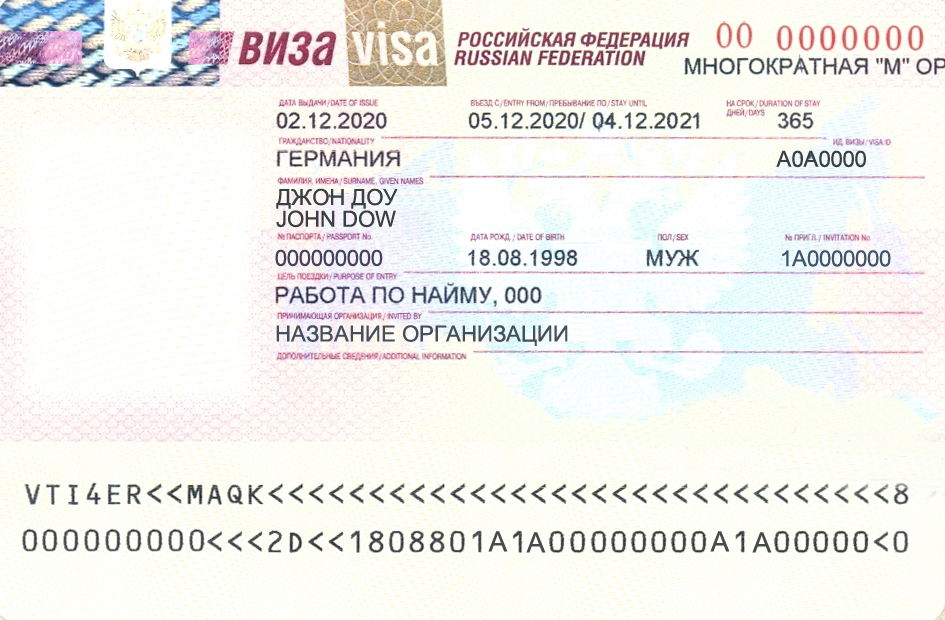 ВИЗА visa РОССИЙСКАЯ ФЕДЕРАЦИЯ 00 0000000
RUSSIAN FEDERATION
МНОГОКРАТНАЯ "М" ОР
ДАТА ВЫДАЧИ/DATE OF ISSUE ВЪЕЗД С/ENTRY FROM/ПРЕБЫВАНИЕ ПО/STAY UNTIL НА СРОК/DURATION OF STAY
ДНЕЙ/DAYS
02.12.2020 05.12.2020/ 04.12.2021 365
ГРАЖДАНСТВО/NATIONALITY ИД. ВИЗЫ/VISA ID
ГЕРМАНИЯ A0A0000
ФАМИЛИЯ, ИМЕНА/SURNAME, GIVEN NAMES
ДЖОН ДОУ
JOHN DOW
№ ПАСПОРТА/PASSPORT No. ДАТА РОЖД./DATE OF BIRTH ПОЛ/SEX № ПРИГЛ./INVITATION No
000000000 18.08.1998 МУЖ 1A0000000
ЦЕЛЬ ПОЕЗДКИ/PURPOSE OF ENTRY
РАБОТА ПО НАЙМУ, 000
ПРИНИМАЮЩАЯ ОРГАНИЗАЦИЯ/INVITED BY
НАЗВАНИЕ ОРГАНИЗАЦИИ
ДОПОЛНИТЕЛЬНЫЕ СВЕДЕНИЯ/ADDITIONAL INFORMATION
VTI4ER<<MAQK<<<<<<<<<<<<<<<<<<<<<<<<<<<<<<<<<<<8
000000000<<<2D<<1808801A1A00000000A1A00000<0